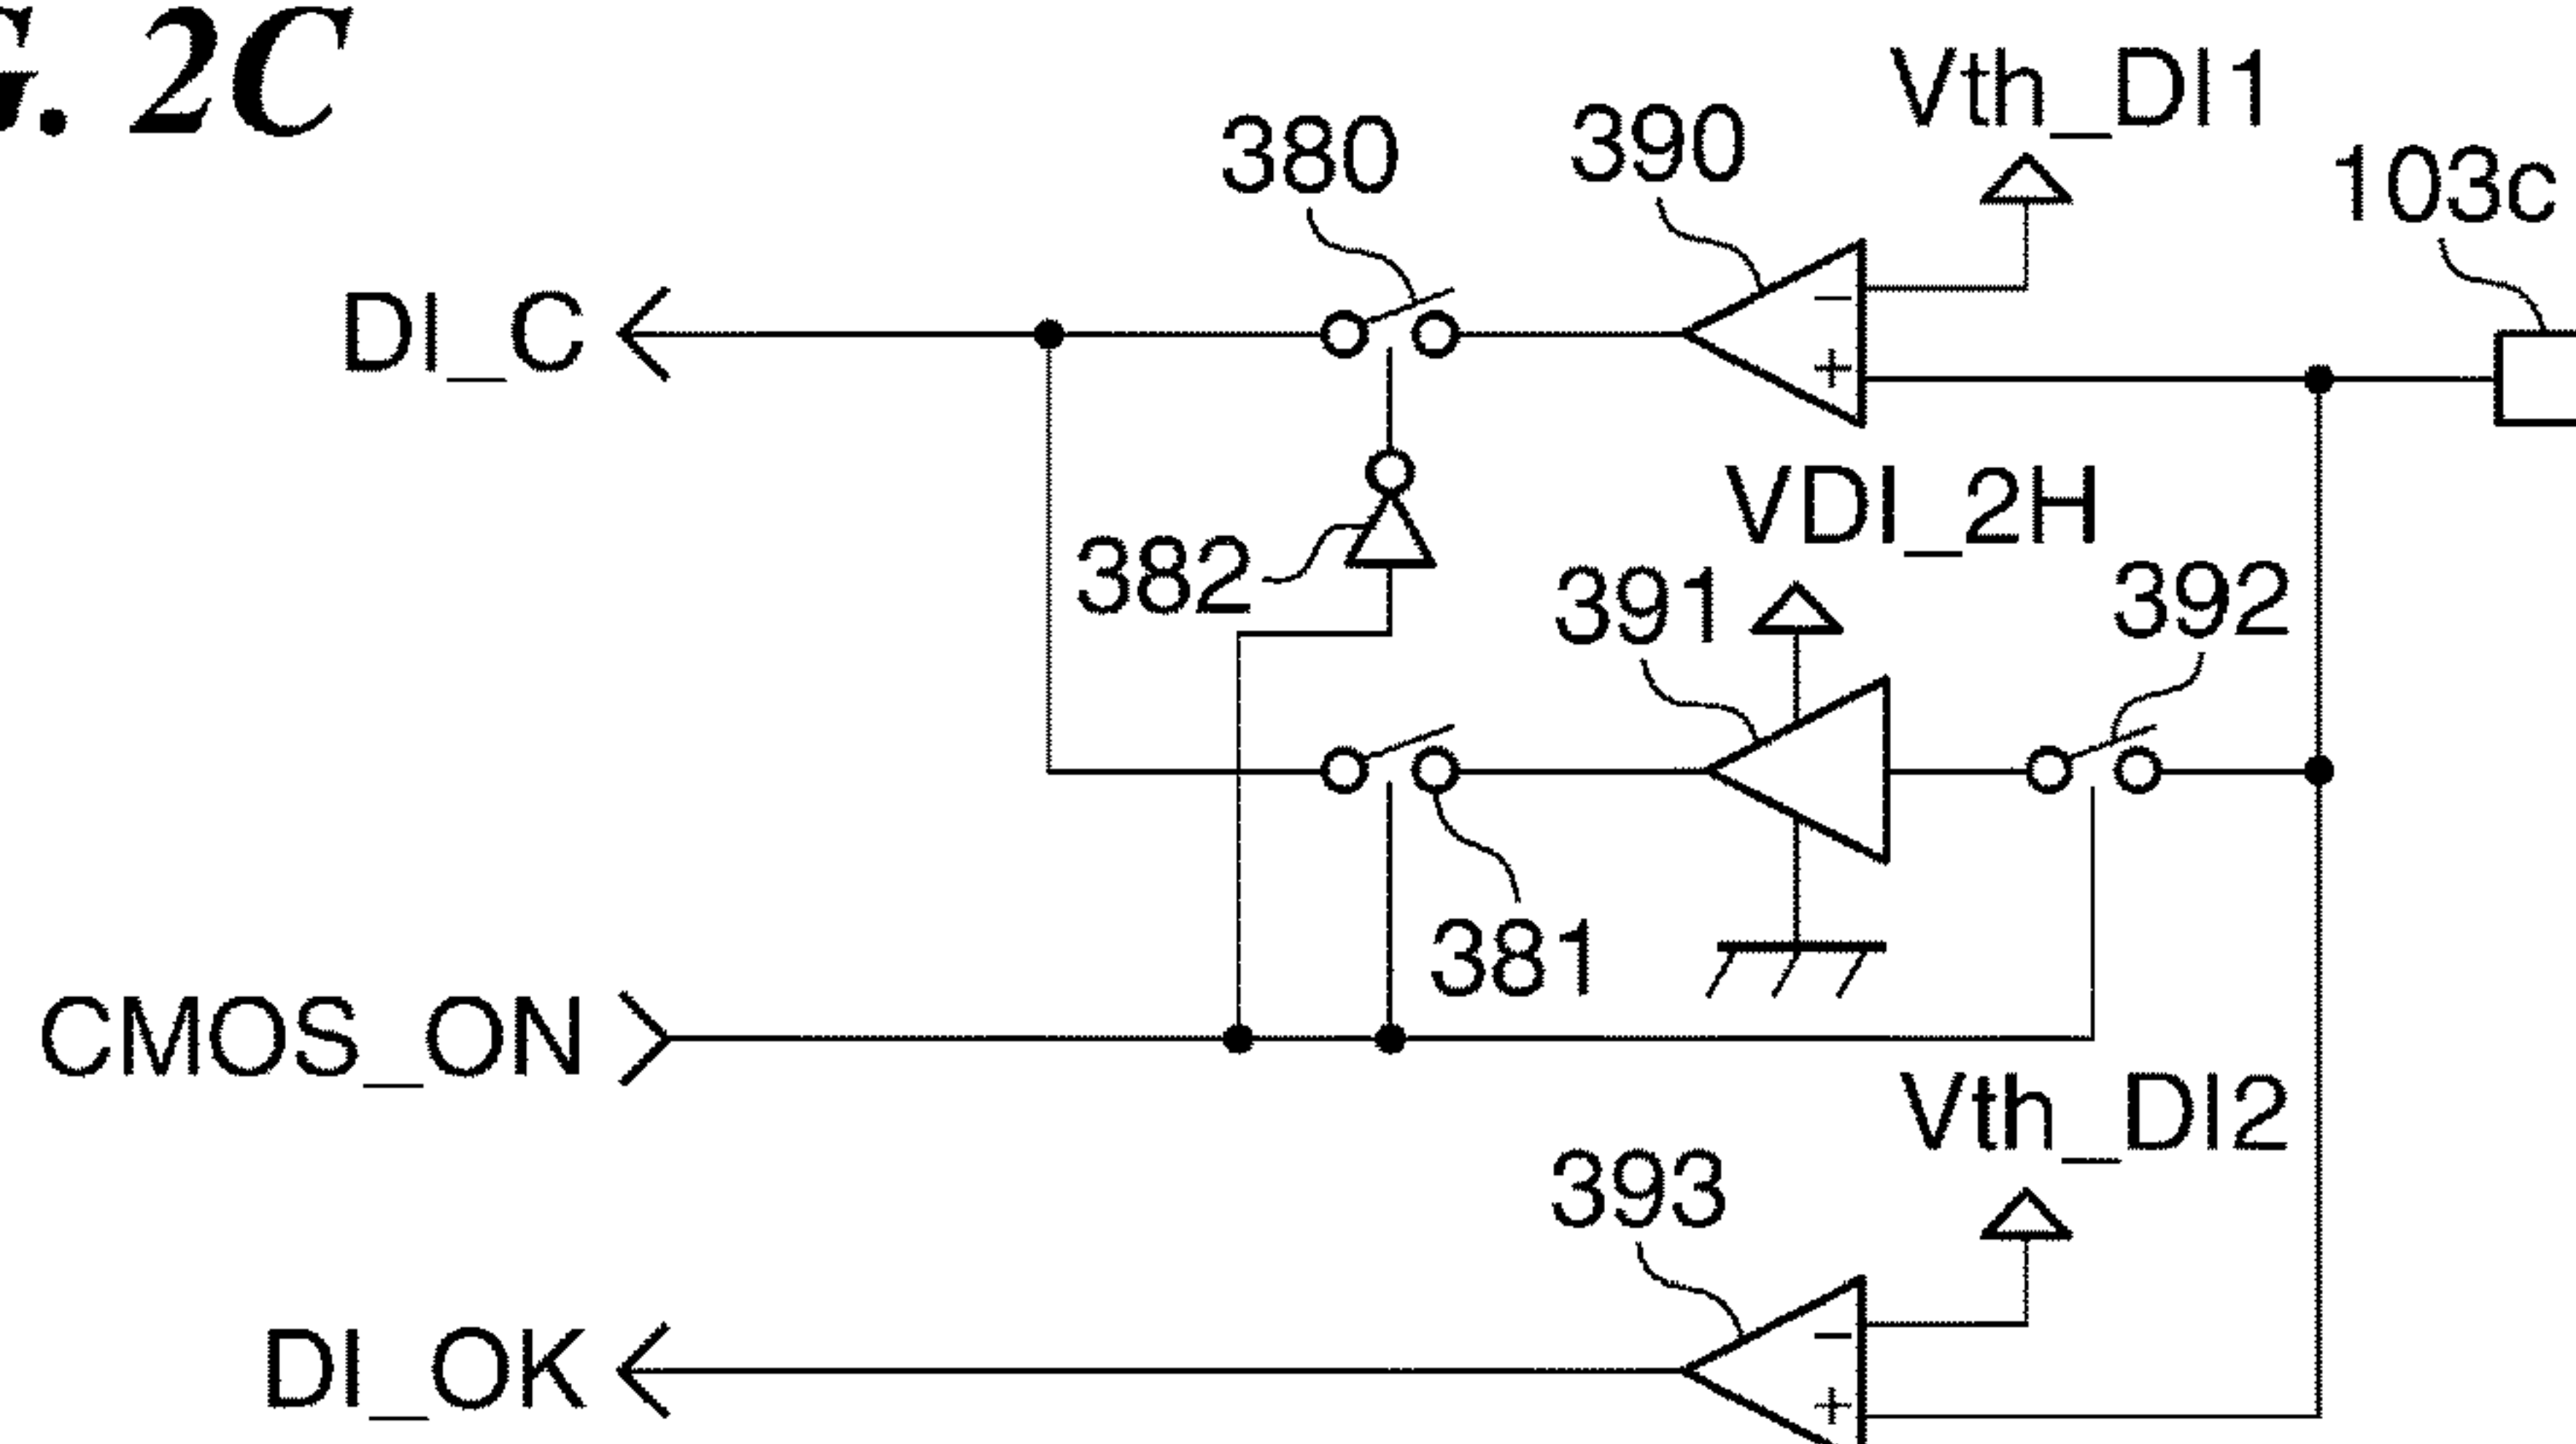 G. 2C
Vth_DI1
380
390
103c
DI_C
−
+
VDI_2H
382
391
392
381
CMOS_ON
Vth_DI2
393
DI_OK
−
+